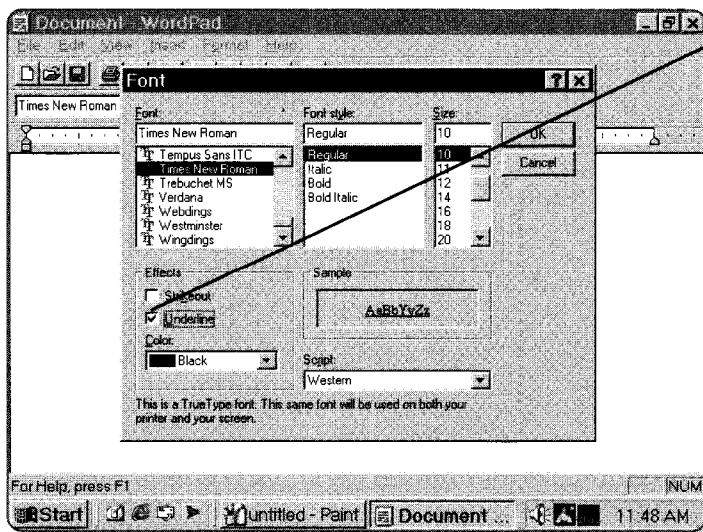 Document - WordPad
File Edit View Insert Format Help
Times New Roman
Font
Font:
Font style:
Size:
Times New Roman
Regular
10
OK
Cancel
Tempus Sans ITC
Times New Roman
Trebuchet MS
Verdana
Webdings
Westminster
Wingdings
Regular
Italic
Bold
Bold Italic
10
11
12
14
16
18
20
Effects
Strikeout
Underline
Color:
Black
Sample
AaBbYyZz
Script:
Western
This is a TrueType font. This same font will be used on both your
printer and your screen.
For Help, press F1
NUM
Start
untitled - Paint
Document ...
11:48 AM